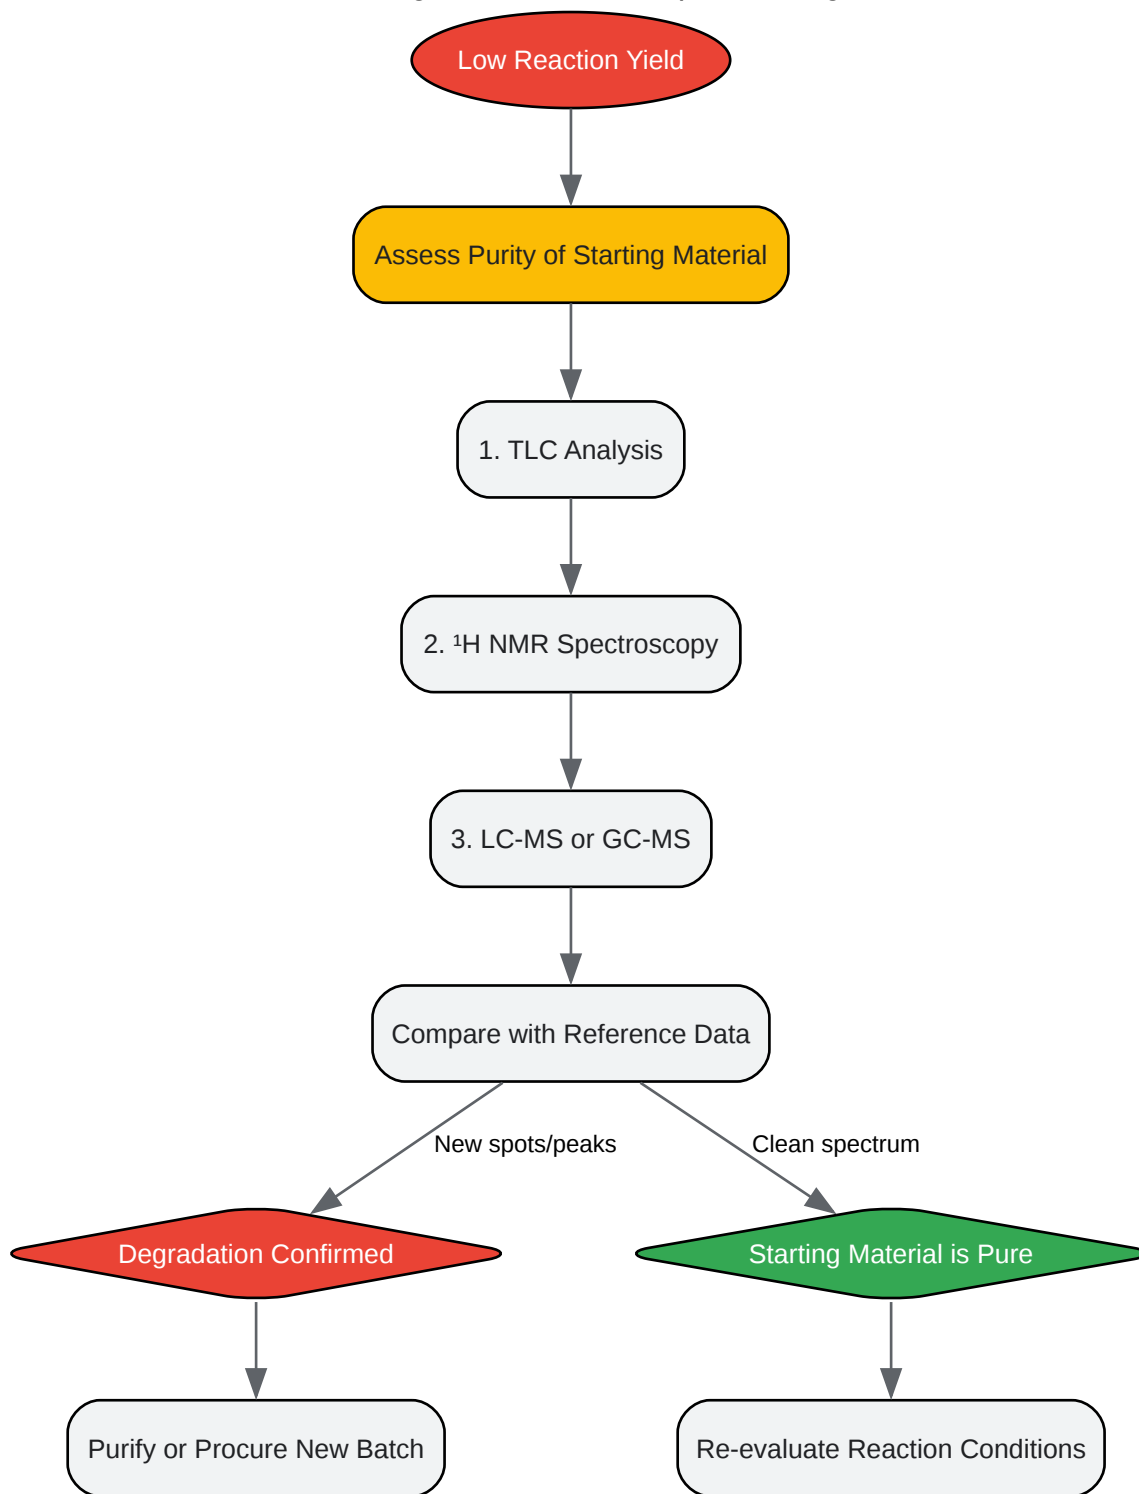 Low Reaction Yield
Assess Purity of Starting Material
1. TLC Analysis
2. ¹H NMR Spectroscopy
3. LC-MS or GC-MS
Compare with Reference Data
New spots/peaks
Clean spectrum
Degradation Confirmed
Starting Material is Pure
Purify or Procure New Batch
Re-evaluate Reaction Conditions